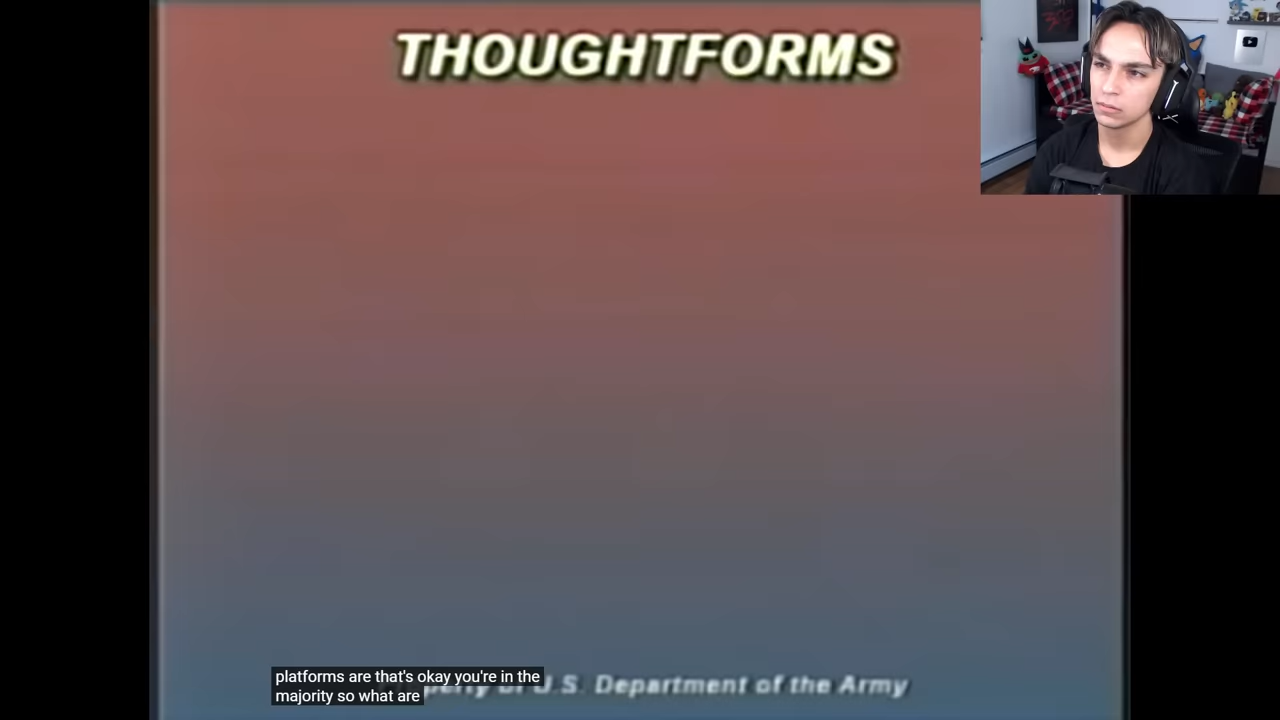 THOUGHTFORMS
platforms are that's okay you're in the
majority so what are
U.S. Department of the Army